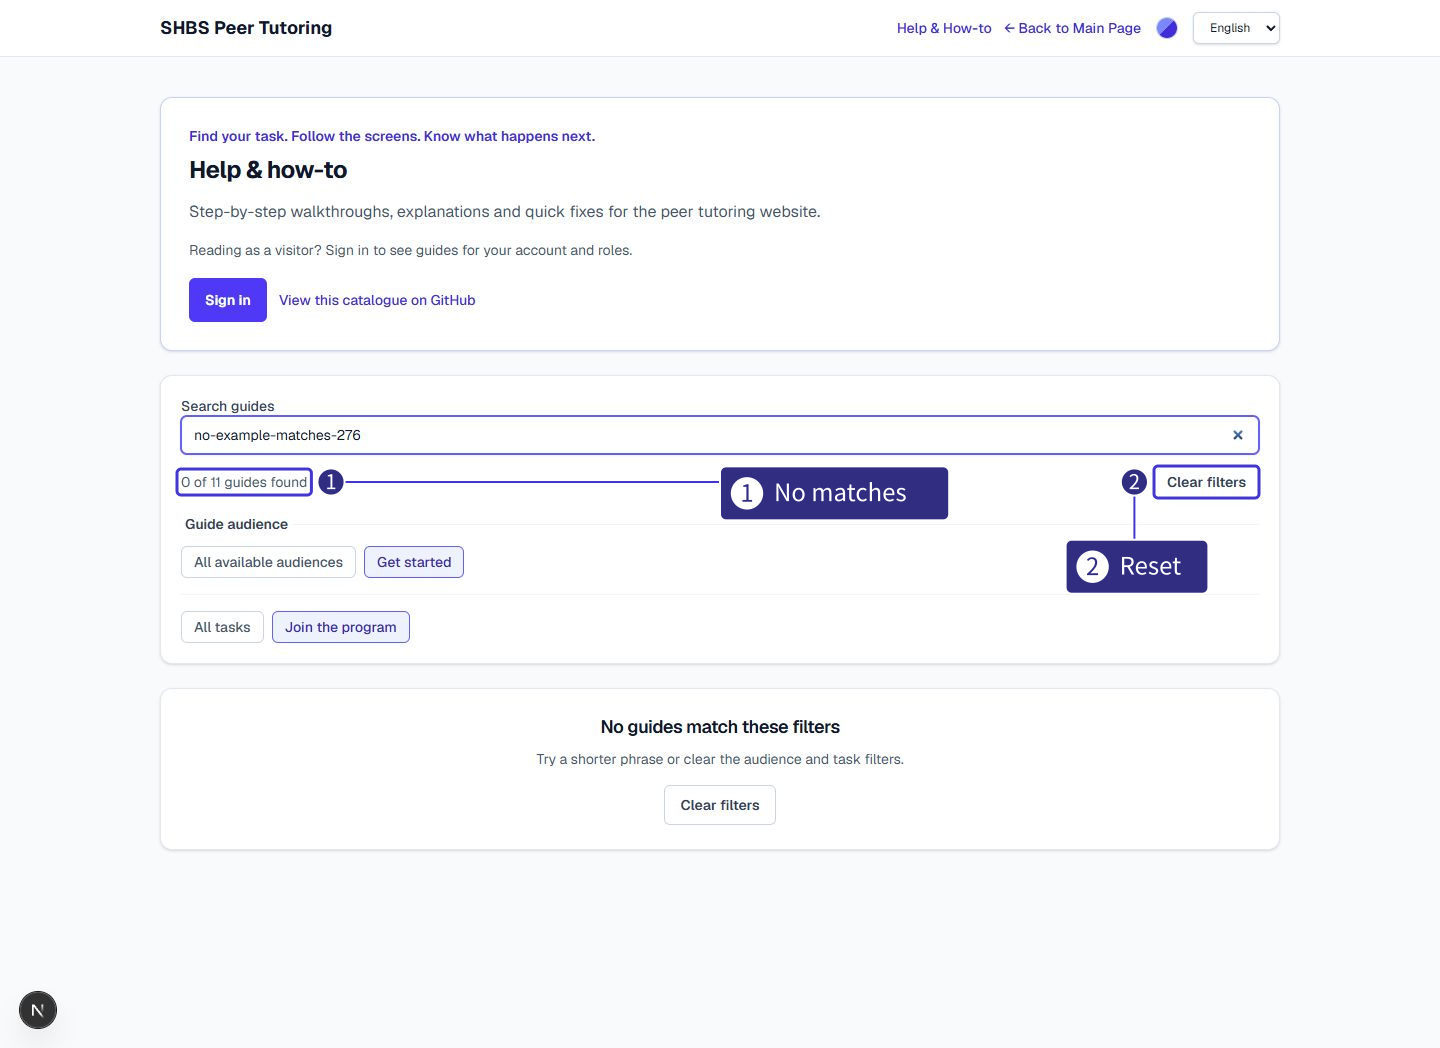 SHBS Peer Tutoring
Help & How-to
← Back to Main Page
English
Find your task. Follow the screens. Know what happens next.
Help & how-to
Step-by-step walkthroughs, explanations and quick fixes for the peer tutoring website.
Reading as a visitor? Sign in to see guides for your account and roles.
Sign in
View this catalogue on GitHub
Search guides
no-example-matches-276
0 of 11 guides found
1
1 No matches
2
Clear filters
Guide audience
2 Reset
All available audiences
Get started
All tasks
Join the program
No guides match these filters
Try a shorter phrase or clear the audience and task filters.
Clear filters
N